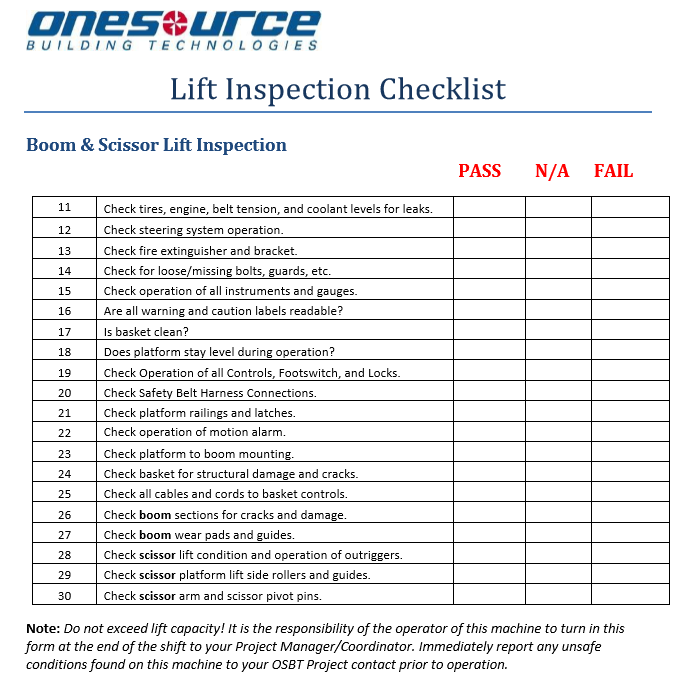 onesource
BUILDING TECHNOLOGIES
Lift Inspection Checklist
Boom & Scissor Lift Inspection
PASS N/A FAIL
11 Check tires, engine, belt tension, and coolant levels for leaks.
12 Check steering system operation.
13 Check fire extinguisher and bracket.
14 Check for loose/missing bolts, guards, etc.
15 Check operation of all instruments and gauges.
16 Are all warning and caution labels readable?
17 Is basket clean?
18 Does platform stay level during operation?
19 Check Operation of all Controls, Footswitch, and Locks.
20 Check Safety Belt Harness Connections.
21 Check platform railings and latches.
22 Check operation of motion alarm.
23 Check platform to boom mounting.
24 Check basket for structural damage and cracks.
25 Check all cables and cords to basket controls.
26 Check boom sections for cracks and damage.
27 Check boom wear pads and guides.
28 Check scissor lift condition and operation of outriggers.
29 Check scissor platform lift side rollers and guides.
30 Check scissor arm and scissor pivot pins.
Note: Do not exceed lift capacity! It is the responsibility of the operator of this machine to turn in this
form at the end of the shift to your Project Manager/Coordinator. Immediately report any unsafe
conditions found on this machine to your OSBT Project contact prior to operation.